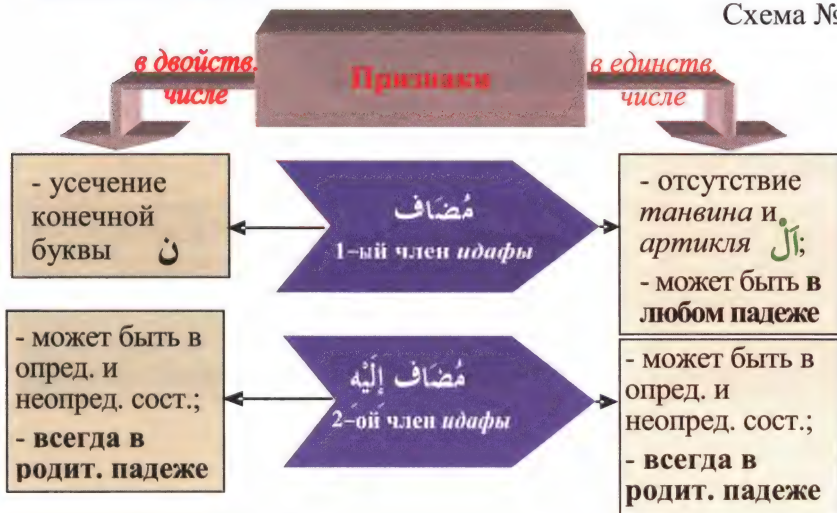 Схема №
в двойств.
числе
Признаки
в единств.
числе
- усечение
конечной
буквы ن
مُضَاف
1-ый член идафы
- отсутствие
танвина и
артикля اَلْ;
- может быть в
любом падеже
- может быть в
опред. и
неопред. сост.;
- всегда в
родит. падеже
مُضَاف إِلَيْهِ
2-ой член идафы
- может быть в
опред. и
неопред. сост.;
- всегда в
родит. падеже